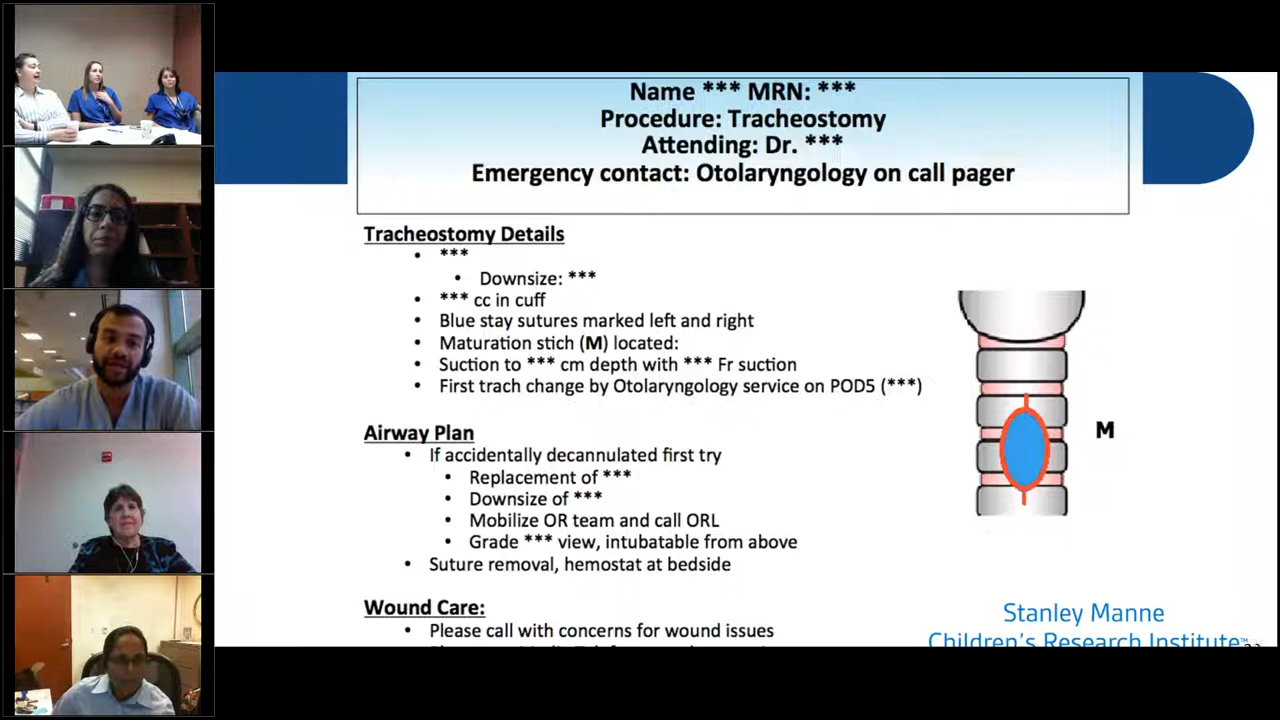 Name *** MRN: ***
Procedure: Tracheostomy
Attending: Dr. ***
Emergency contact: Otolaryngology on call pager
Tracheostomy Details
• ***
• Downsize: ***
• *** cc in cuff
• Blue stay sutures marked left and right
• Maturation stich (M) located:
• Suction to *** cm depth with *** Fr suction
• First trach change by Otolaryngology service on POD5 (***)
M
Airway Plan
• If accidentally decannulated first try
• Replacement of ***
• Downsize of ***
• Mobilize OR team and call ORL
• Grade *** view, intubatable from above
• Suture removal, hemostat at bedside
Wound Care:
• Please call with concerns for wound issues
Stanley Manne
Children's Research Institute™